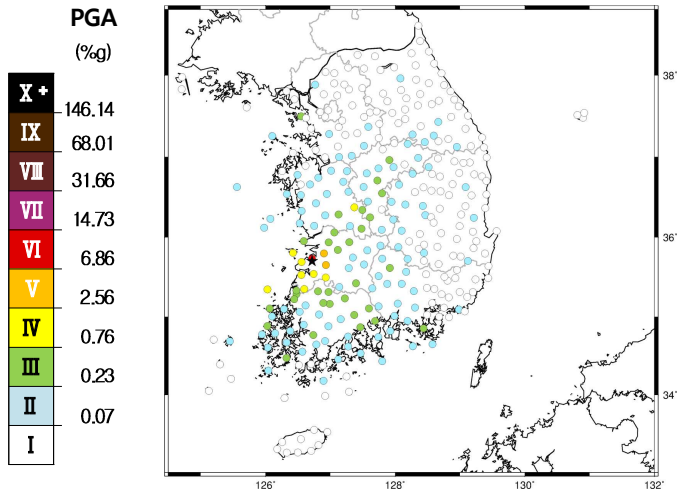 PGA
(%g)
X +
146.14
IX
68.01
VIII
31.66
VII
14.73
VI
6.86
V
2.56
IV
0.76
III
0.23
II
0.07
I
38˚
36˚
34˚
32˚
126˚
128˚
130˚
132˚